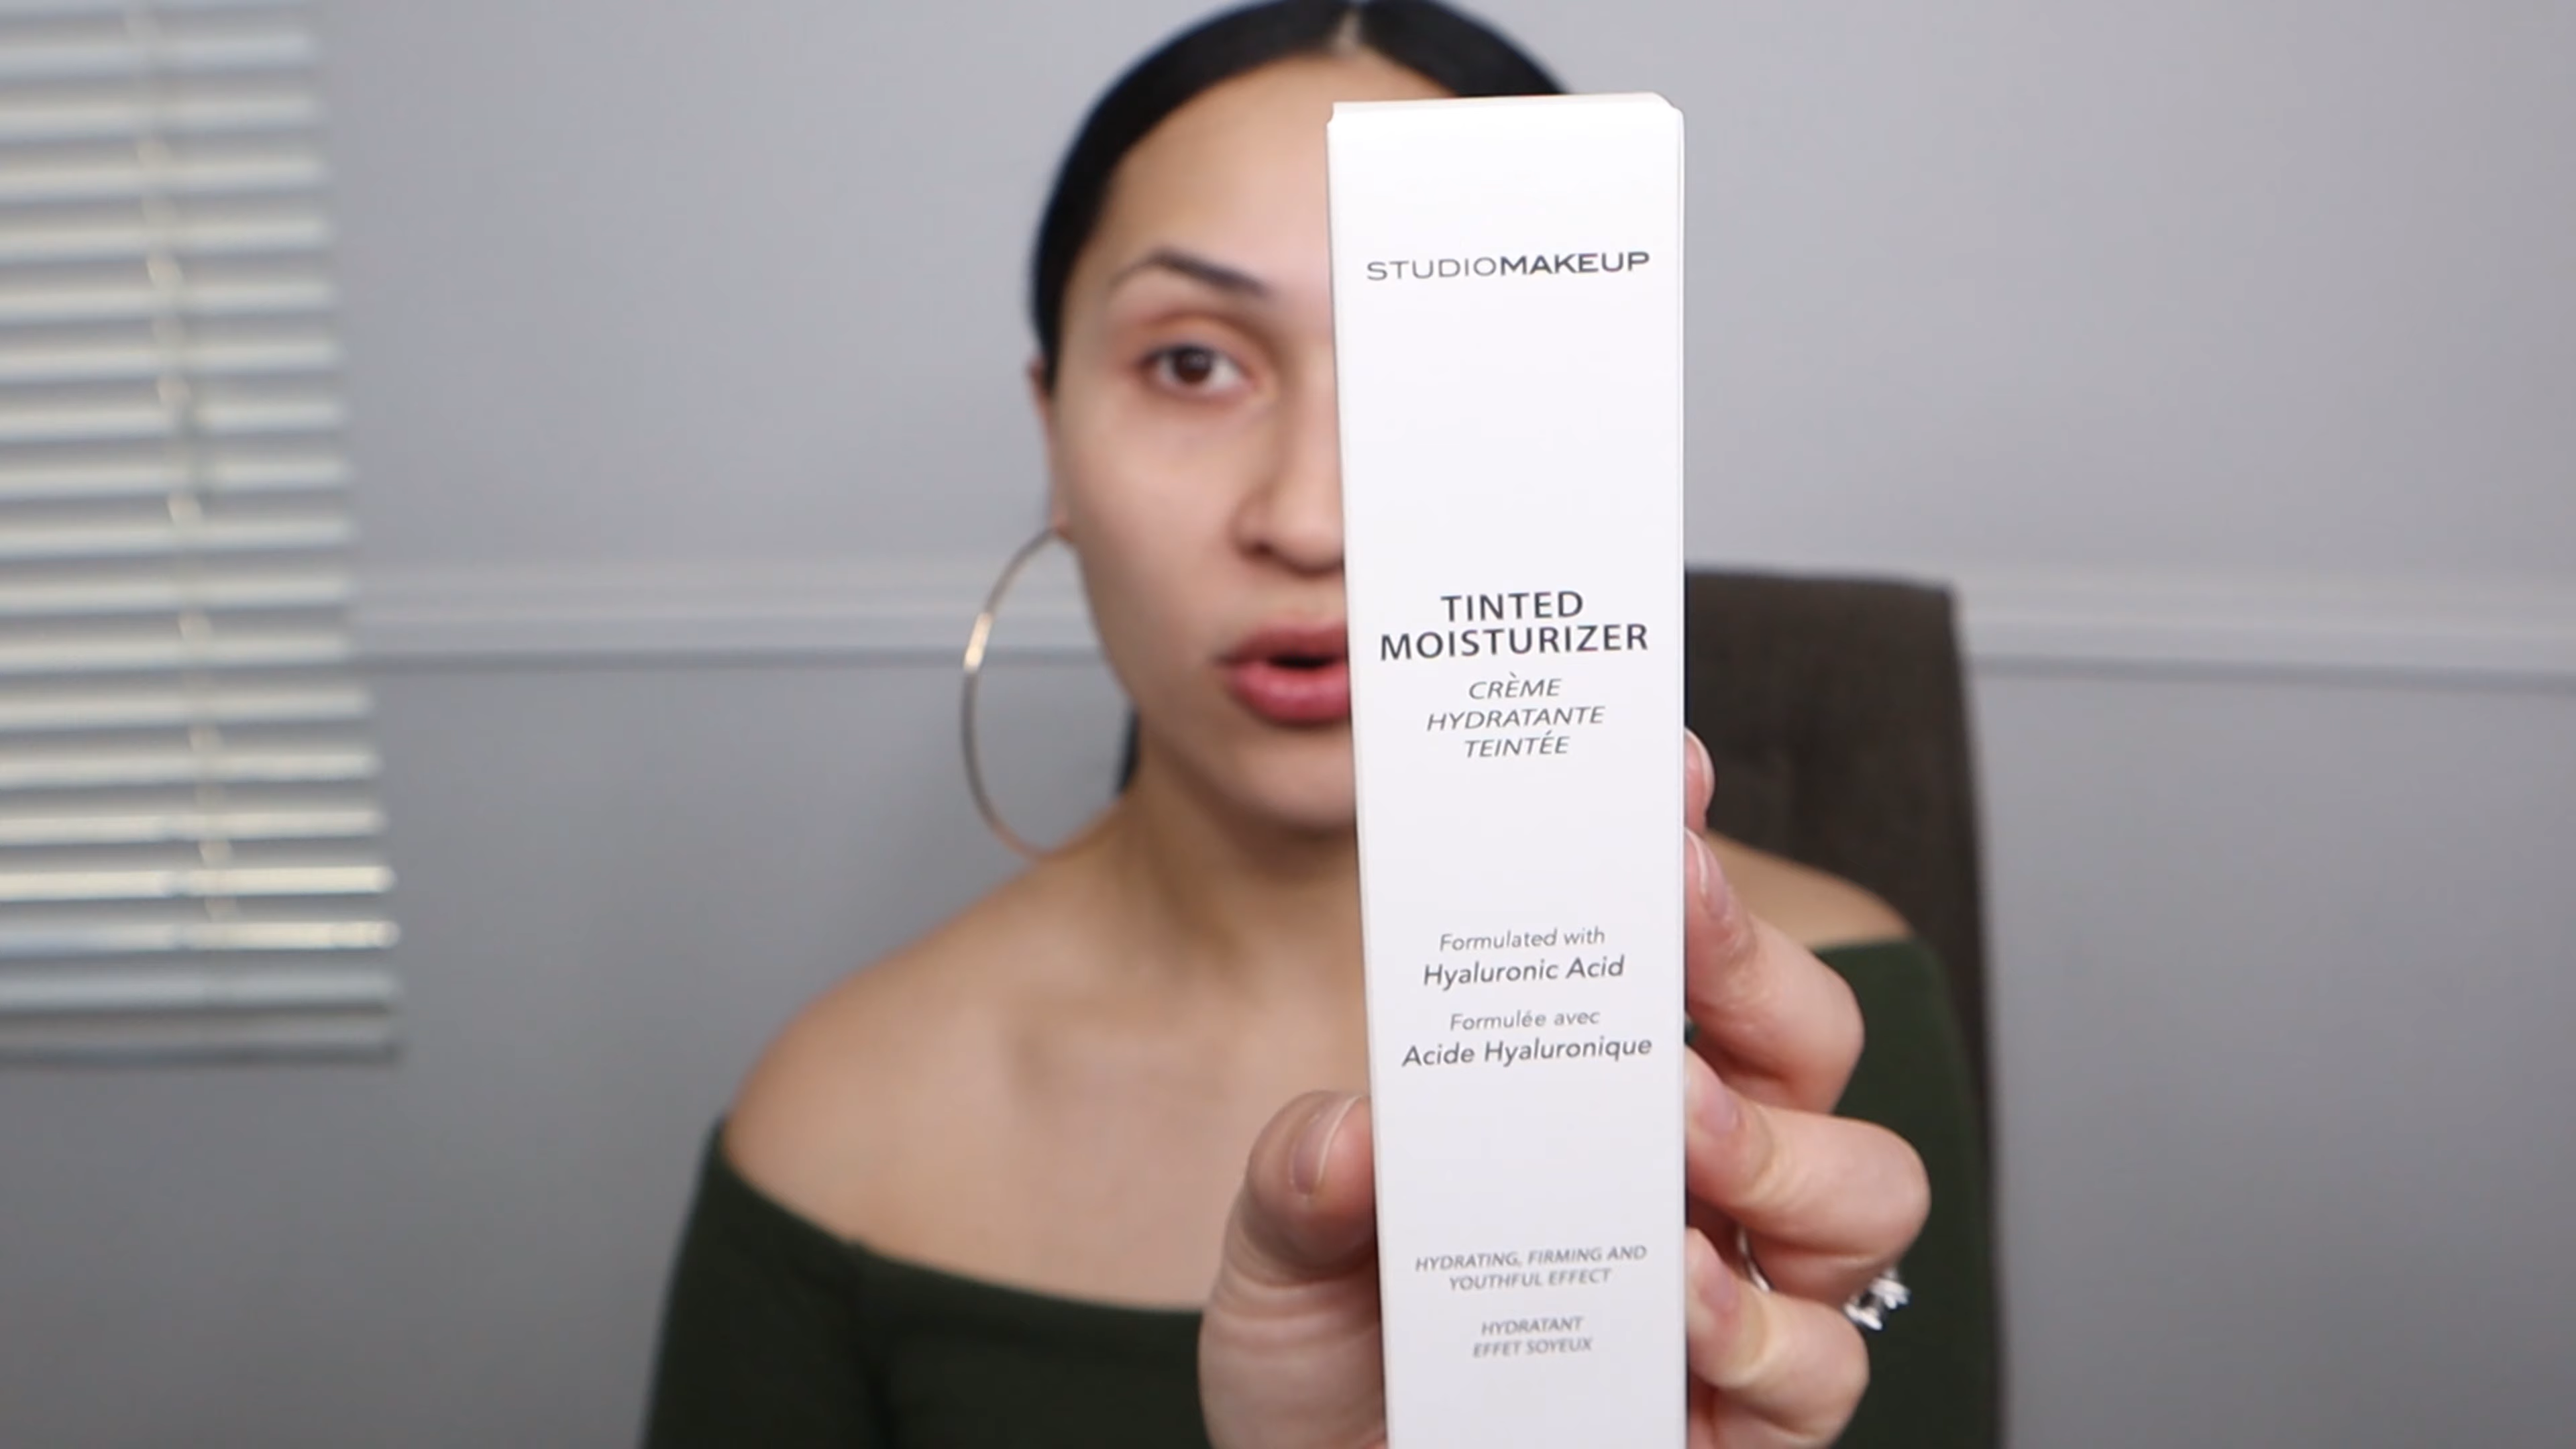 STUDIOMAKEUP
TINTED
MOISTURIZER
CRÈME
HYDRATANTE
TEINTÉE
Formulated with
Hyaluronic Acid
Formulée avec
Acide Hyaluronique
HYDRATING, FIRMING AND
YOUTHFUL EFFECT
HYDRATANT
EFFET SOYEUX